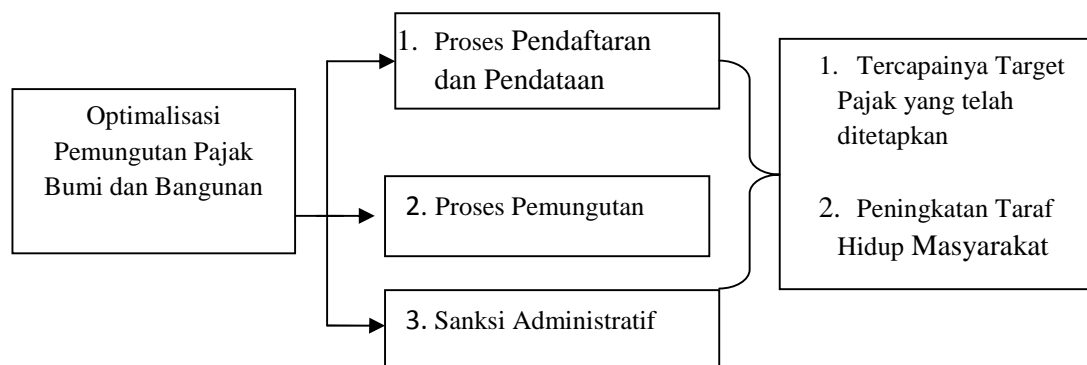 Optimalisasi
Pemungutan Pajak
Bumi dan Bangunan
1. Proses Pendaftaran
dan Pendataan
2. Proses Pemungutan
3. Sanksi Administratif
1. Tercapainya Target
Pajak yang telah
ditetapkan
2. Peningkatan Taraf
Hidup Masyarakat